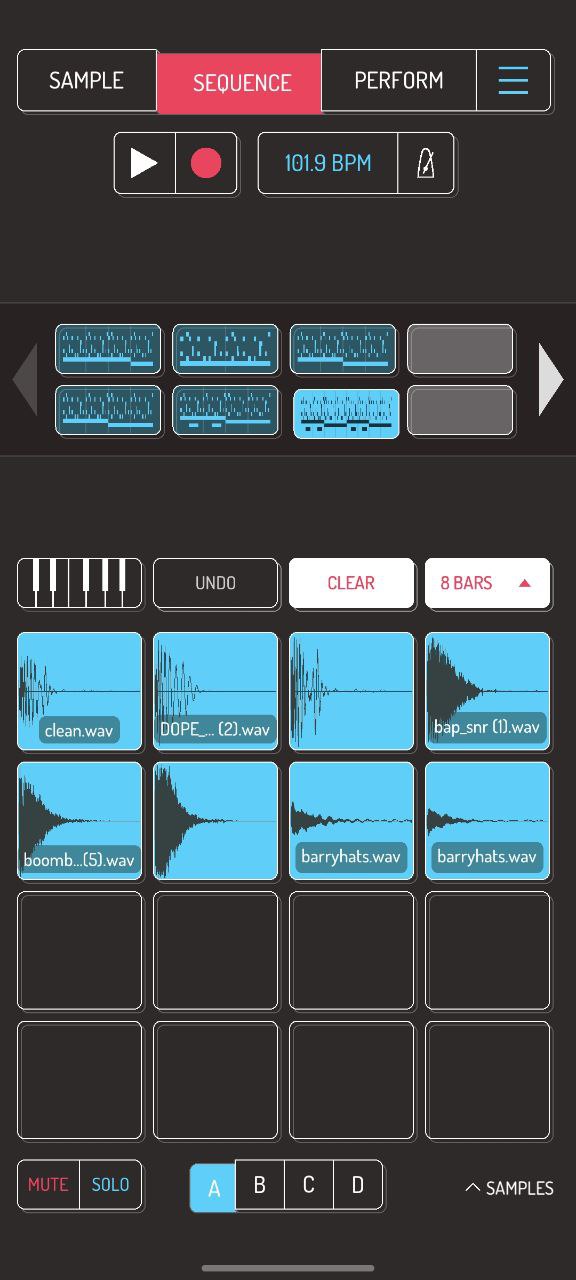 SAMPLE
SEQUENCE
PERFORM
101.9 BPM
UNDO
CLEAR
8 BARS
clean.wav
DOPE_... (2).wav
bap_snr (1).wav
boomb...(5).wav
barryhats.wav
barryhats.wav
MUTE
SOLO
A
B
C
D
SAMPLES